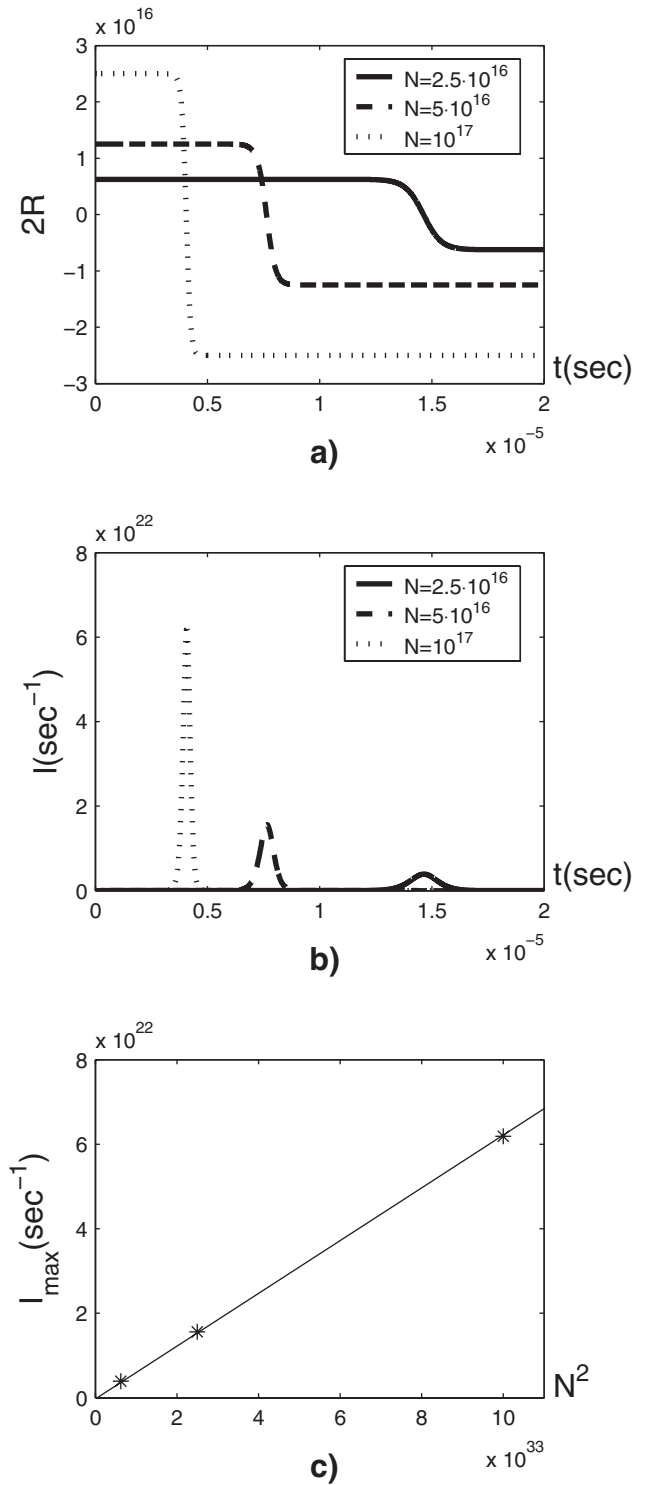 x 10^16
3
2
1
0
−1
−2
−3
2R
N=2.5·10^16
N=5·10^16
N=10^17
t(sec)
0 0.5 1 1.5 2
x 10^−5
a)
x 10^22
8
6
4
2
0
I(sec^−1)
N=2.5·10^16
N=5·10^16
N=10^17
t(sec)
0 0.5 1 1.5 2
x 10^−5
b)
x 10^22
8
6
4
2
0
I_max(sec^−1)
N^2
0 2 4 6 8 10
x 10^33
c)